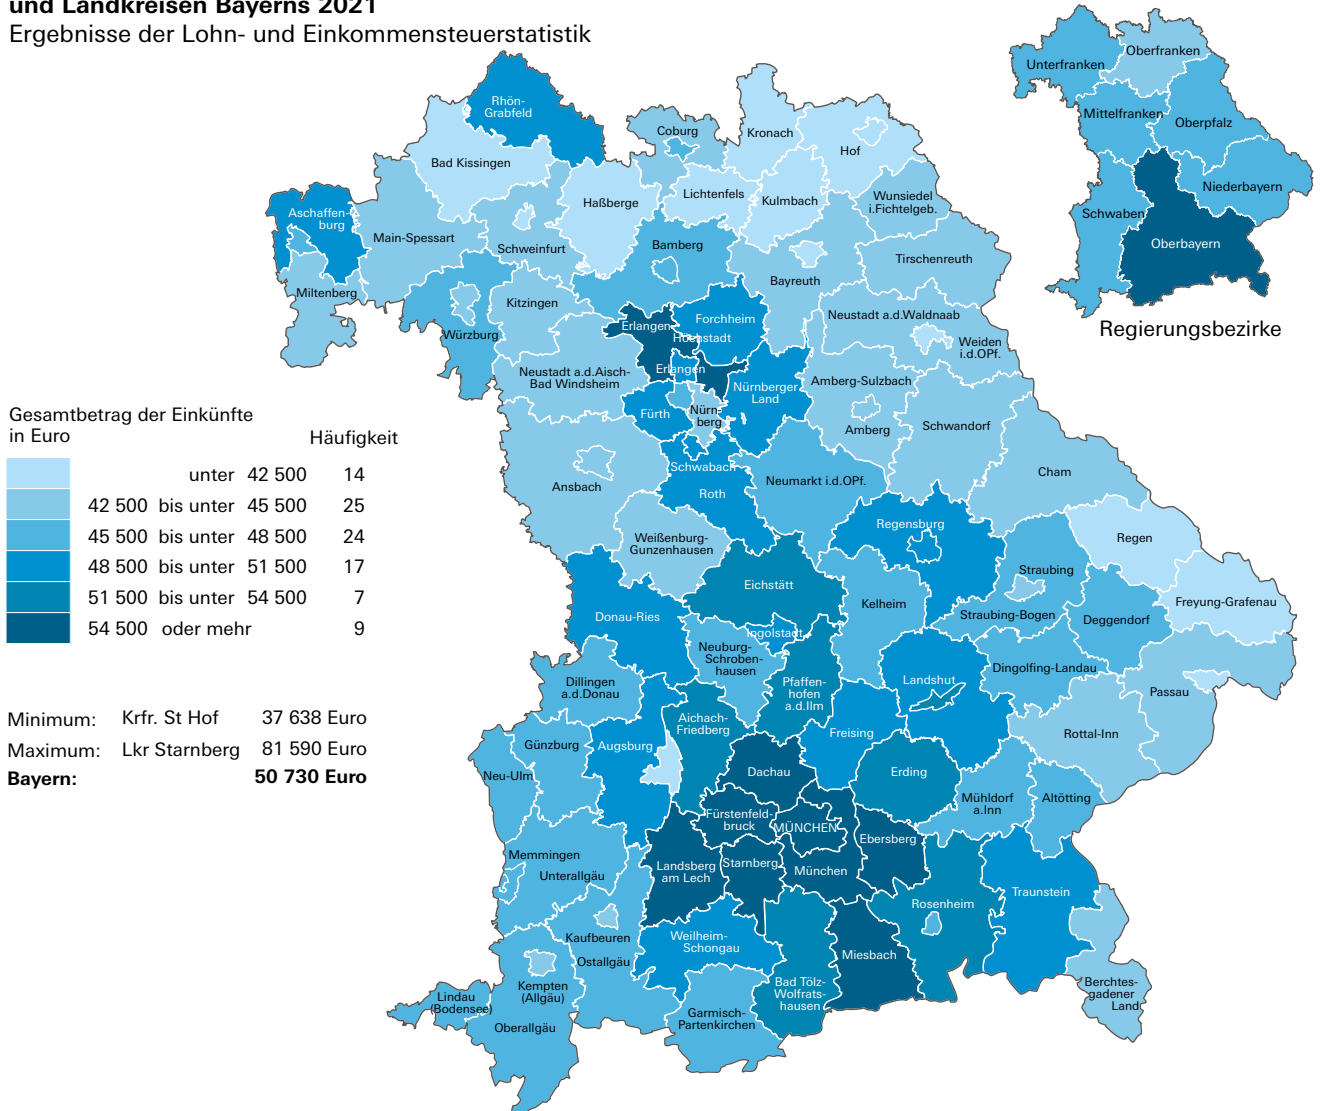 und Landkreisen Bayerns 2021
Ergebnisse der Lohn- und Einkommensteuerstatistik
Unterfranken
Oberfranken
Mittelfranken
Oberpfalz
Niederbayern
Schwaben
Oberbayern
Regierungsbezirke
Rhön-
Grabfeld
Coburg
Kronach
Hof
Bad Kissingen
Haßberge
Lichtenfels
Kulmbach
Wunsiedel
i.Fichtelgeb.
Aschaffen-
burg
Main-Spessart
Schweinfurt
Bamberg
Bayreuth
Tirschenreuth
Miltenberg
Kitzingen
Würzburg
Erlangen
Höchstadt
Forchheim
Neustadt a.d.Waldnaab
Weiden
i.d.OPf.
Erlangen
Neustadt a.d.Aisch-
Bad Windsheim
Nürnberger
Land
Amberg-Sulzbach
Fürth
Nürn-
berg
Amberg
Schwandorf
Gesamtbetrag der Einkünfte
in Euro
Häufigkeit
unter 42 500 14
42 500 bis unter 45 500 25
45 500 bis unter 48 500 24
48 500 bis unter 51 500 17
51 500 bis unter 54 500 7
54 500 oder mehr 9
Ansbach
Schwabach
Roth
Neumarkt i.d.OPf.
Cham
Weißenburg-
Gunzenhausen
Regensburg
Regen
Eichstätt
Straubing
Kelheim
Freyung-Grafenau
Donau-Ries
Straubing-Bogen
Deggendorf
Ingolstadt
Neuburg-
Schroben-
hausen
Dingolfing-Landau
Dillingen
a.d.Donau
Pfaffen-
hofen
a.d.Ilm
Landshut
Passau
Minimum: Krfr. St Hof 37 638 Euro
Maximum: Lkr Starnberg 81 590 Euro
Bayern: 50 730 Euro
Aichach-
Friedberg
Freising
Rottal-Inn
Günzburg
Augsburg
Neu-Ulm
Dachau
Erding
Mühldorf
a.Inn
Altötting
Fürstenfeld-
bruck
MÜNCHEN
Ebersberg
Memmingen
Unterallgäu
Landsberg
am Lech
Starnberg
München
Traunstein
Rosenheim
Kaufbeuren
Ostallgäu
Weilheim-
Schongau
Miesbach
Kempten
(Allgäu)
Bad Tölz-
Wolfrats-
hausen
Berchtes-
gadener
Land
Lindau
(Bodensee)
Oberallgäu
Garmisch-
Partenkirchen